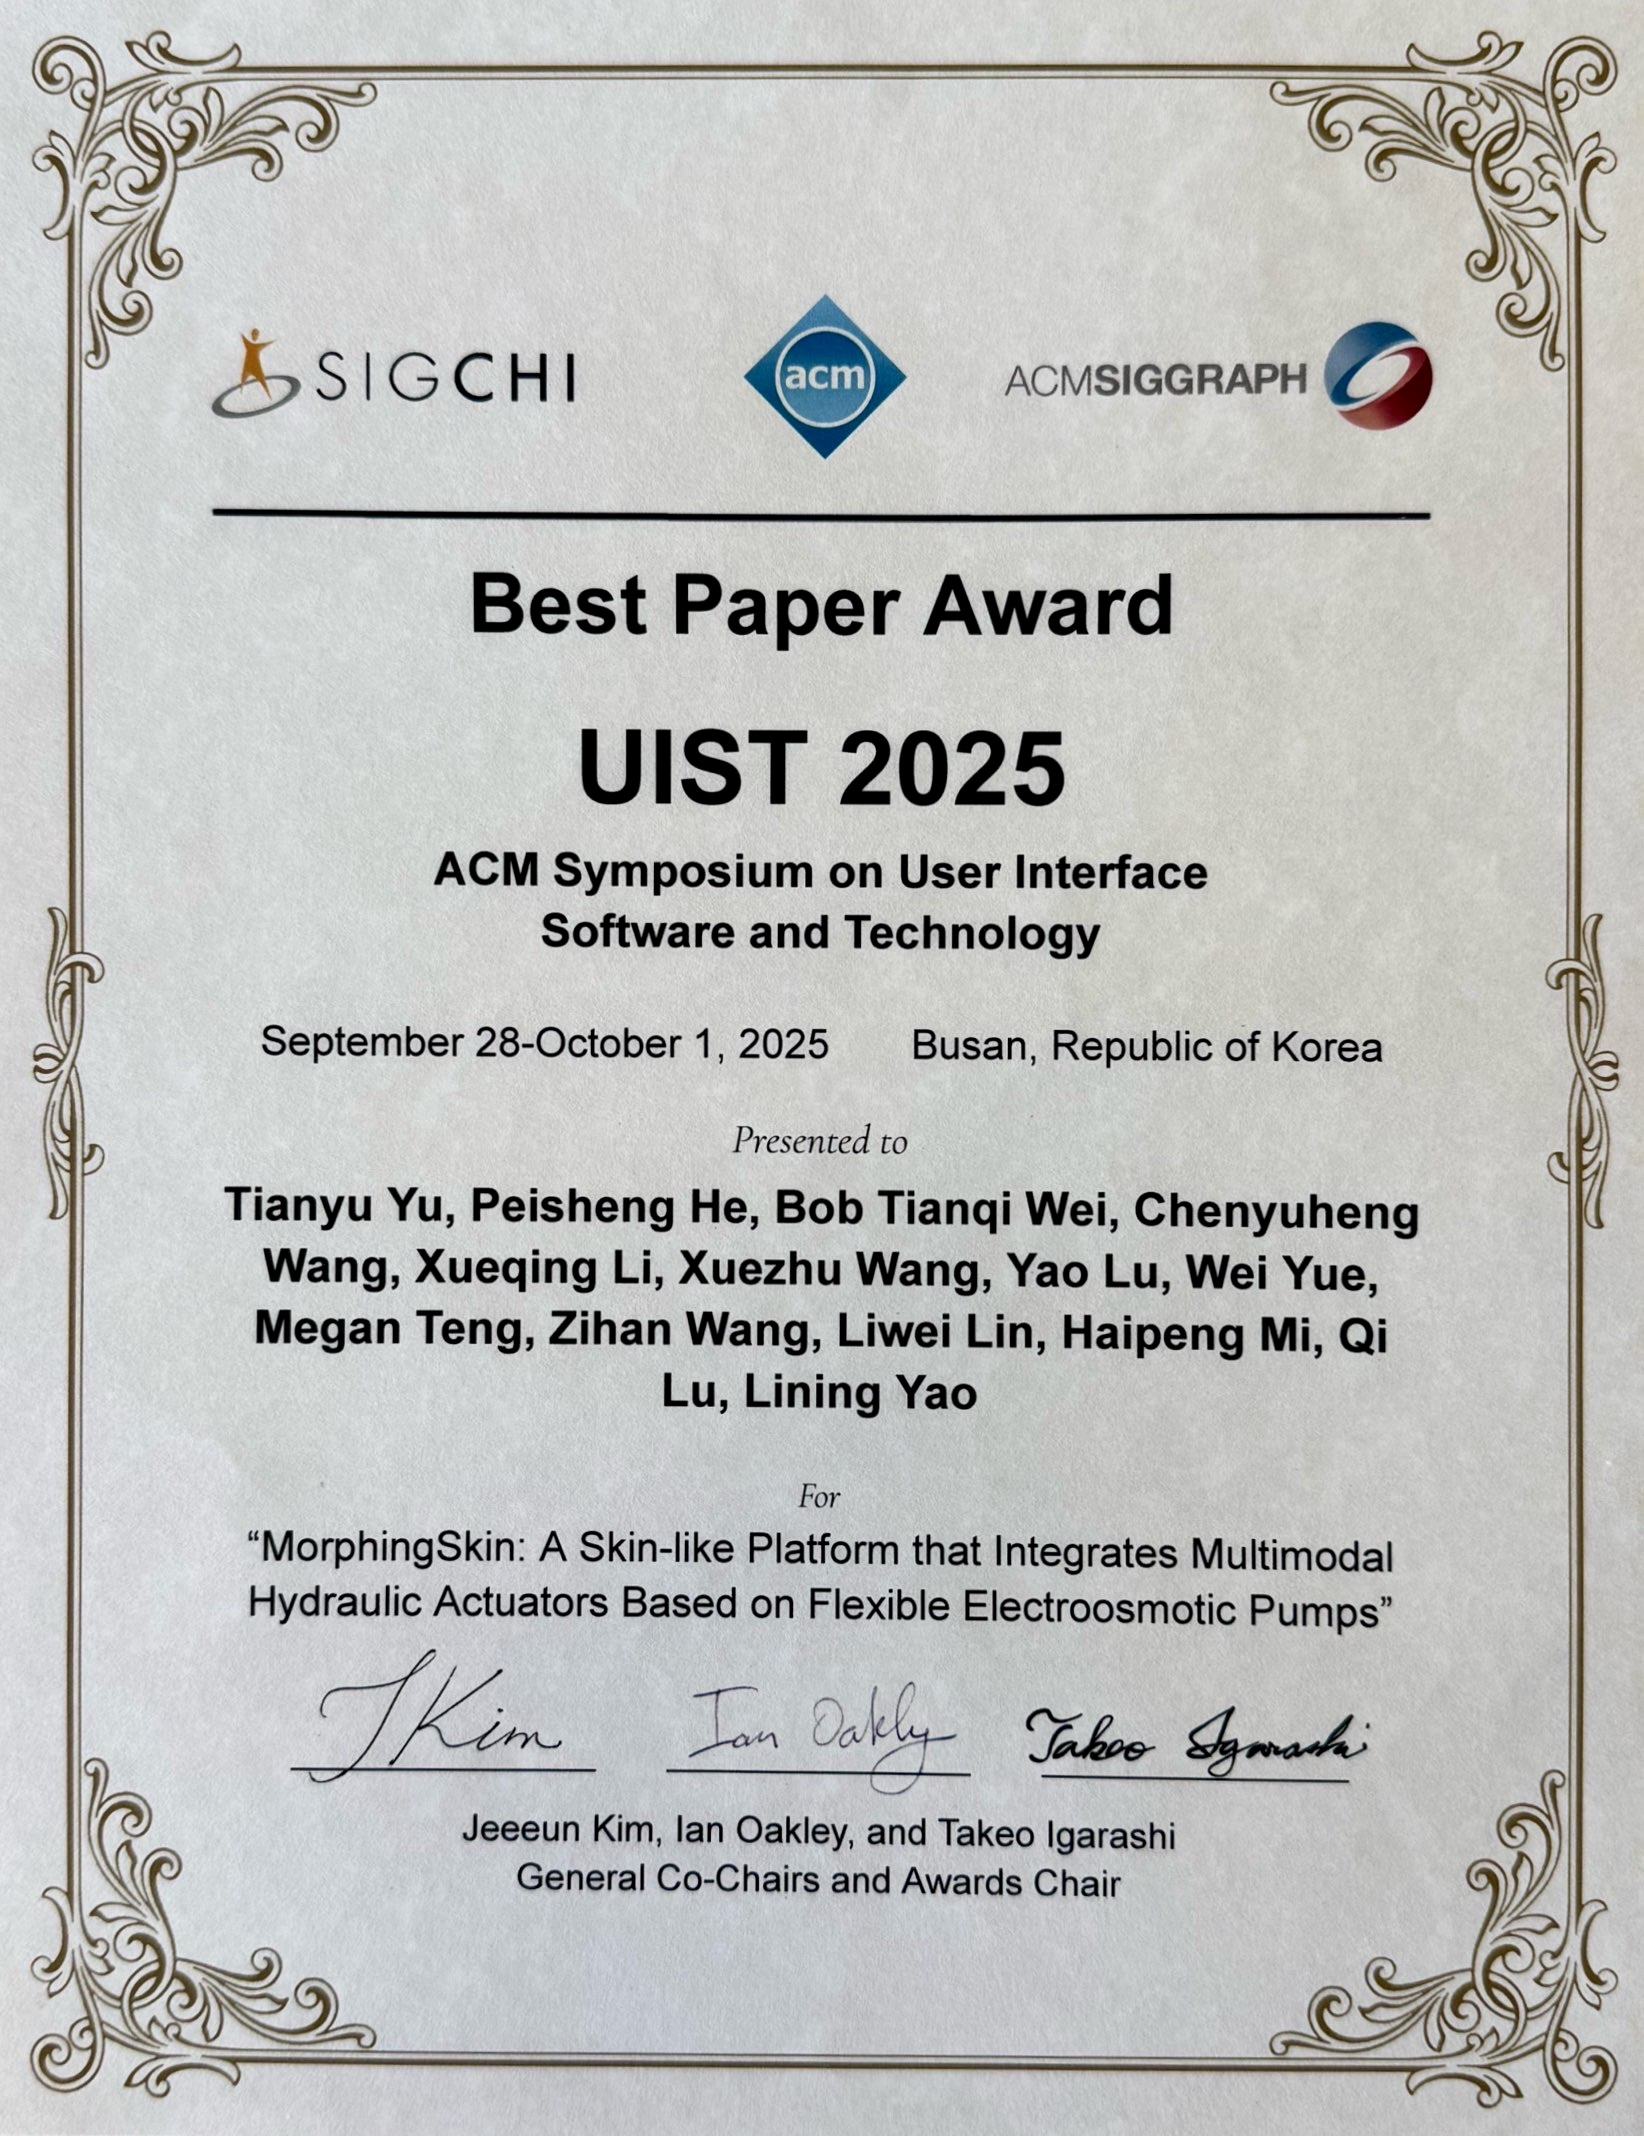 SIGCHI
acm
ACMSIGGRAPH
Best Paper Award
UIST 2025
ACM Symposium on User Interface
Software and Technology
September 28-October 1, 2025 Busan, Republic of Korea
Presented to
Tianyu Yu, Peisheng He, Bob Tianqi Wei, Chenyuheng
Wang, Xueqing Li, Xuezhu Wang, Yao Lu, Wei Yue,
Megan Teng, Zihan Wang, Liwei Lin, Haipeng Mi, Qi
Lu, Lining Yao
For
“MorphingSkin: A Skin-like Platform that Integrates Multimodal
Hydraulic Actuators Based on Flexible Electroosmotic Pumps”
JKim Ian Oakley Takeo Igarashi
Jeeeun Kim, Ian Oakley, and Takeo Igarashi
General Co-Chairs and Awards Chair